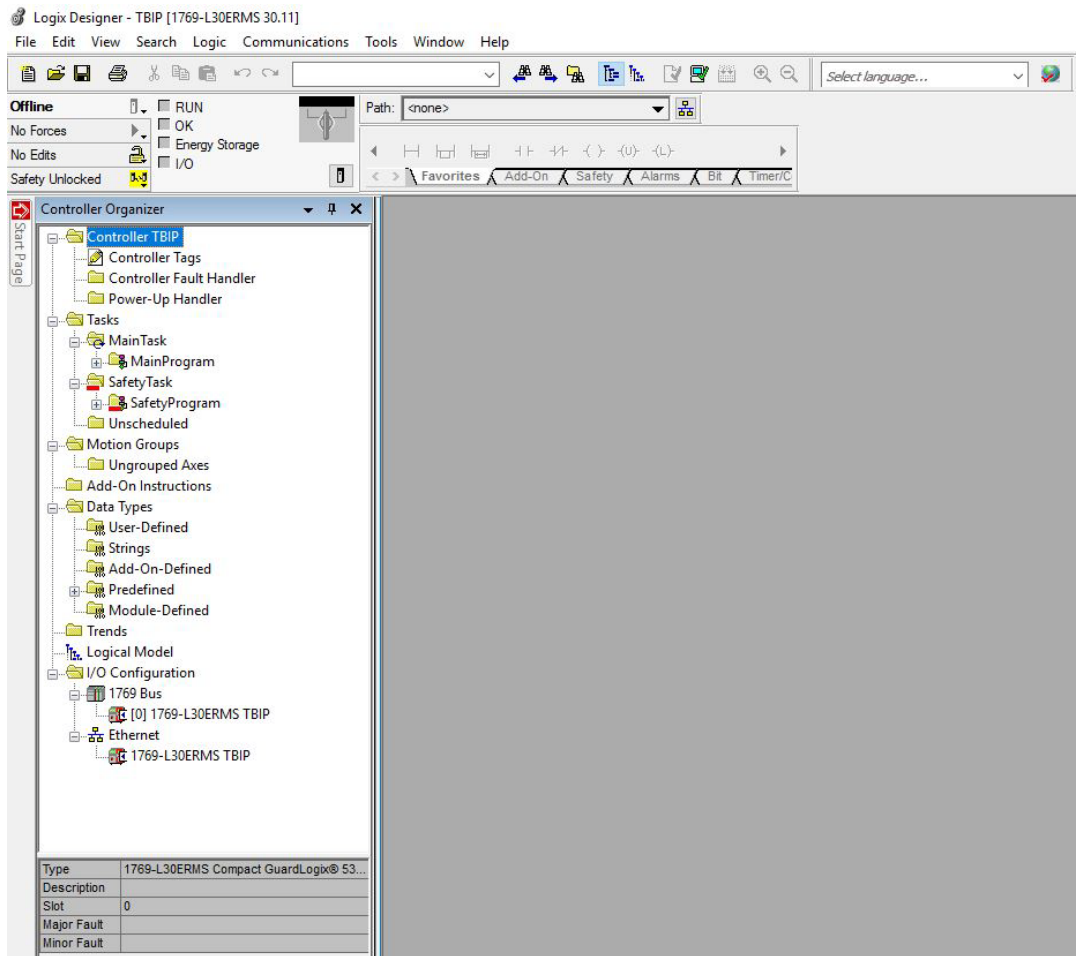 Logix Designer - TBIP [1769-L30ERMS 30.11]
File Edit View Search Logic Communications Tools Window Help
Select language...
Offline
RUN
Path: <none>
No Forces
OK
No Edits
Energy Storage
I/O
Safety Unlocked
Favorites Add-On Safety Alarms Bit Timer/C
Start Page
Controller Organizer
Controller TBIP
Controller Tags
Controller Fault Handler
Power-Up Handler
Tasks
MainTask
MainProgram
SafetyTask
SafetyProgram
Unscheduled
Motion Groups
Ungrouped Axes
Add-On Instructions
Data Types
User-Defined
Strings
Add-On-Defined
Predefined
Module-Defined
Trends
Logical Model
I/O Configuration
1769 Bus
[0] 1769-L30ERMS TBIP
Ethernet
1769-L30ERMS TBIP
Type 1769-L30ERMS Compact GuardLogix® 53...
Description
Slot 0
Major Fault
Minor Fault